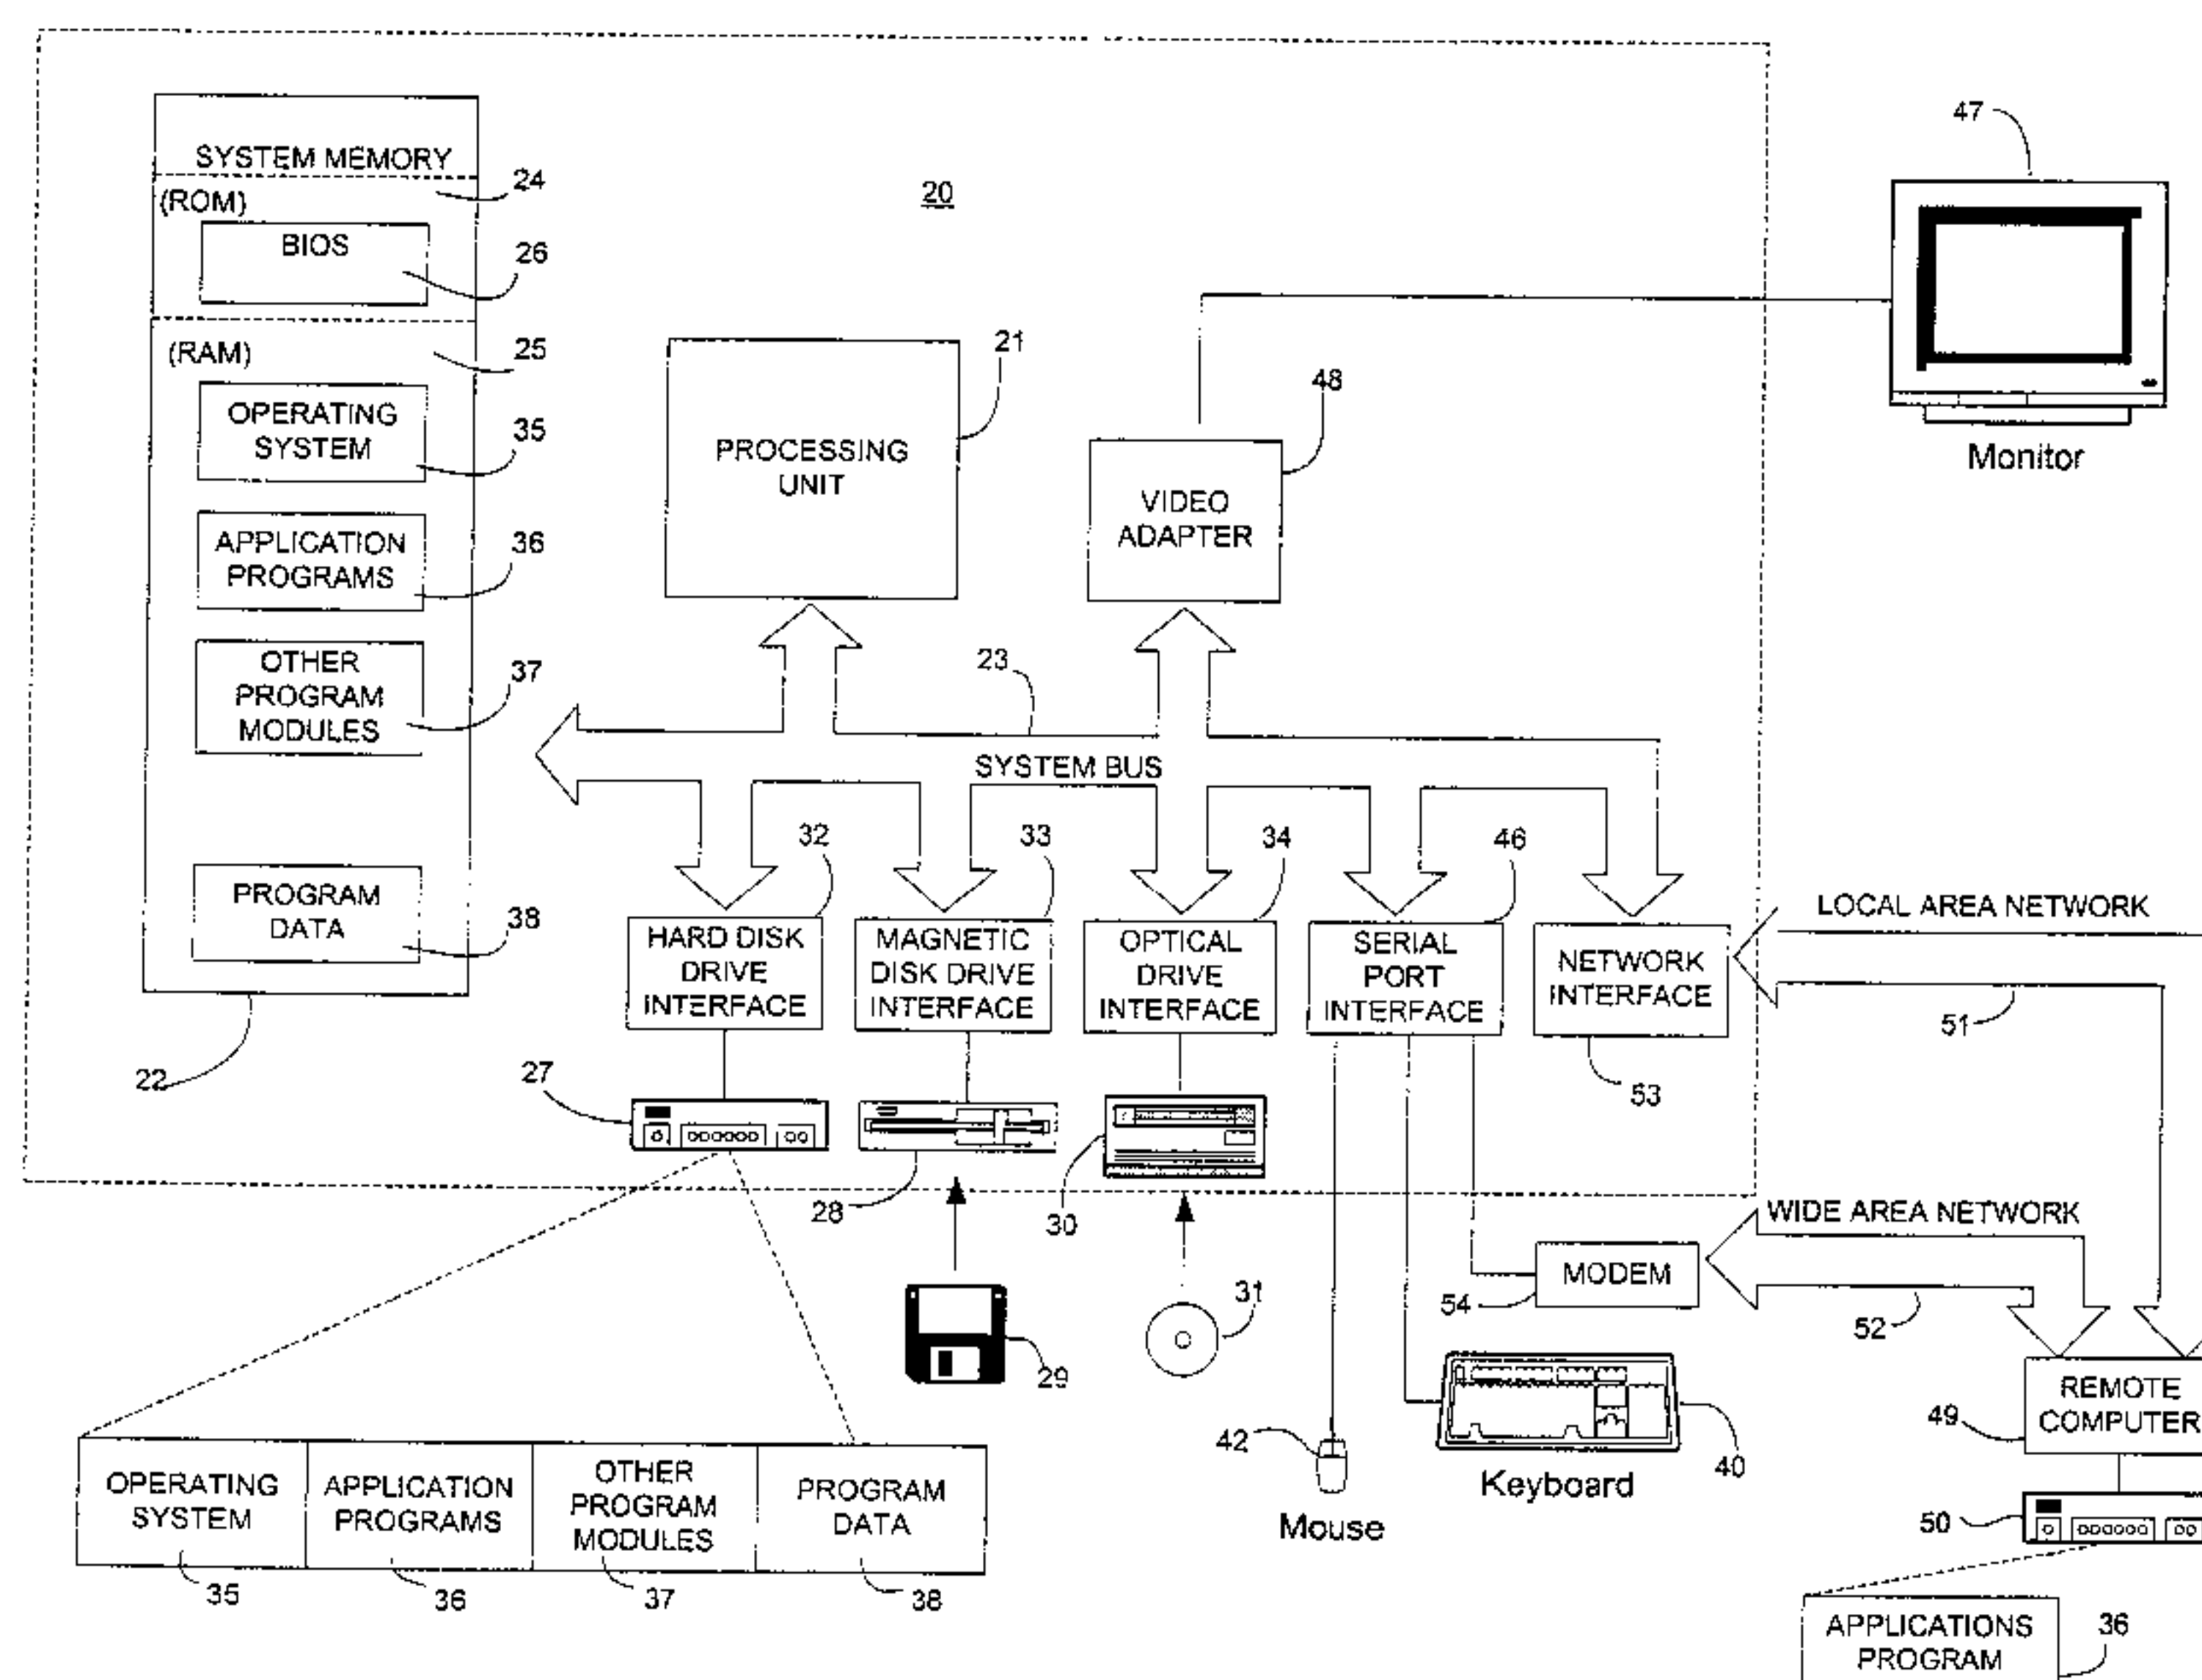 SYSTEM MEMORY
24
(ROM)
BIOS
26
(RAM)
25
OPERATING
SYSTEM
35
APPLICATION
PROGRAMS
36
OTHER
PROGRAM
MODULES
37
PROGRAM
DATA
38
22
20
PROCESSING
UNIT
21
VIDEO
ADAPTER
48
47
Monitor
23
SYSTEM BUS
32
HARD DISK
DRIVE
INTERFACE
33
MAGNETIC
DISK DRIVE
INTERFACE
34
OPTICAL
DRIVE
INTERFACE
46
SERIAL
PORT
INTERFACE
NETWORK
INTERFACE
53
LOCAL AREA NETWORK
51
27
28
30
29
31
WIDE AREA NETWORK
52
MODEM
54
42
Mouse
40
Keyboard
REMOTE
COMPUTER
49
50
OPERATING
SYSTEM
35
APPLICATION
PROGRAMS
36
OTHER
PROGRAM
MODULES
37
PROGRAM
DATA
38
APPLICATIONS
PROGRAM
36